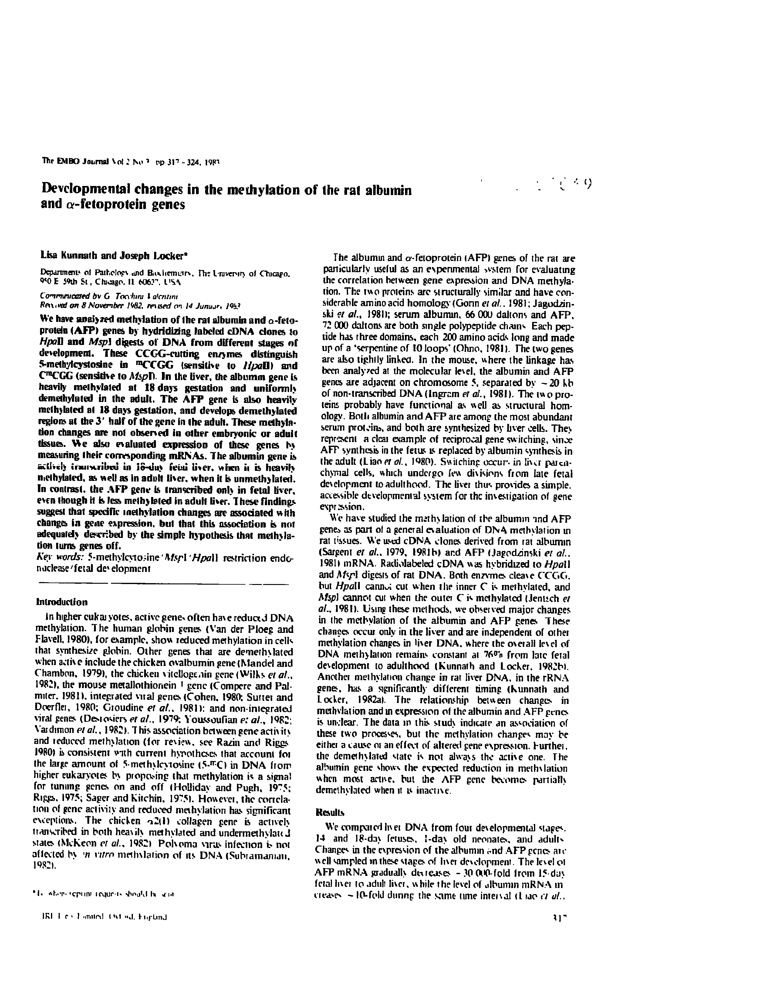 The EMBO Journal Vol 2 No 3 pp 317-324, 1983
Developmental changes in the methylation of the rat albumin
and α-fetoprotein genes
Lisa Kunnath and Joseph Locker*
Departments of Pathology and Biochemistry, The University of Chicago,
950 E 59th St, Chicago, IL 60637, USA
Communicated by G Tocchini Valentini
Received on 8 November 1982, revised on 14 January 1983
We have analyzed methylation of the rat albumin and α-feto-
protein (AFP) genes by hybridizing labeled cDNA clones to
HpaII and MspI digests of DNA from different stages of
development. These CCGG-cutting enzymes distinguish
5-methylcytosine in ᵐCCGG (sensitive to HpaII) and
CᵐCGG (sensitive to MspI). In the liver, the albumin gene is
heavily methylated at 18 days gestation and uniformly
demethylated in the adult. The AFP gene is also heavily
methylated at 18 days gestation, and develops demethylated
regions at the 3' half of the gene in the adult. These methyla-
tion changes are not observed in other embryonic or adult
tissues. We also evaluated expression of these genes by
measuring their corresponding mRNAs. The albumin gene is
actively transcribed in 18-day fetal liver, when it is heavily
methylated, as well as in adult liver, when it is unmethylated.
In contrast, the AFP gene is transcribed only in fetal liver,
even though it is less methylated in adult liver. These findings
suggest that specific methylation changes are associated with
changes in gene expression, but that this association is not
adequately described by the simple hypothesis that methyla-
tion turns genes off.
Key words: 5-methylcytosine/MspI/HpaII restriction endo-
nuclease/fetal development
Introduction
In higher eukaryotes, active genes often have reduced DNA
methylation. The human globin genes (Van der Ploeg and
Flavell, 1980), for example, show reduced methylation in cells
that synthesize globin. Other genes that are demethylated
when active include the chicken ovalbumin gene (Mandel and
Chambon, 1979), the chicken vitellogenin gene (Wilks et al.,
1982), the mouse metallothionein I gene (Compere and Pal-
miter, 1981), integrated viral genes (Cohen, 1980; Sutter and
Doerfler, 1980; Groudine et al., 1981); and non-integrated
viral genes (Desrosiers et al., 1979; Youssoufian et al., 1982;
Vardimon et al., 1982). This association between gene activity
and reduced methylation (for review, see Razin and Riggs
1980) is consistent with current hypotheses that account for
the large amount of 5-methylcytosine (5-ᵐC) in DNA from
higher eukaryotes by proposing that methylation is a signal
for tuning genes on and off (Holliday and Pugh, 1975;
Riggs, 1975; Sager and Kitchin, 1975). However, the correla-
tion of gene activity and reduced methylation has significant
exceptions. The chicken α2(1) collagen gene is actively
transcribed in both heavily methylated and undermethylated
states (McKeon et al., 1982) Polyoma virus infection is not
affected by in vitro methylation of its DNA (Subramanian,
1982).
*To whom reprint requests should be sent
IRL Press Limited, Oxford, England
The albumin and α-fetoprotein (AFP) genes of the rat are
particularly useful as an experimental system for evaluating
the correlation between gene expression and DNA methyla-
tion. The two proteins are structurally similar and have con-
siderable amino acid homology (Gorin et al., 1981; Jagodzin-
ski et al., 1981); serum albumin, 66 000 daltons and AFP,
72 000 daltons are both single polypeptide chains Each pep-
tide has three domains, each 200 amino acids long and made
up of a 'serpentine of 10 loops' (Ohno, 1981). The two genes
are also tightly linked. In the mouse, where the linkage has
been analyzed at the molecular level, the albumin and AFP
genes are adjacent on chromosome 5, separated by ~20 kb
of non-transcribed DNA (Ingram et al., 1981). The two pro-
teins probably have functional as well as structural hom-
ology. Both albumin and AFP are among the most abundant
serum proteins, and both are synthesized by liver cells. They
represent a clear example of reciprocal gene switching, since
AFP synthesis in the fetus is replaced by albumin synthesis in
the adult (Liao et al., 1980). Switching occurs in liver paren-
chymal cells, which undergo few divisions from late fetal
development to adulthood. The liver thus provides a simple,
accessible developmental system for the investigation of gene
expression.
We have studied the methylation of the albumin and AFP
genes as part of a general evaluation of DNA methylation in
rat tissues. We used cDNA clones derived from rat albumin
(Sargent et al., 1979, 1981b) and AFP (Jagodzinski et al.,
1981) mRNA. Radiolabeled cDNA was hybridized to HpaII
and MspI digests of rat DNA. Both enzymes cleave CCGG,
but HpaII cannot cut when the inner C is methylated, and
MspI cannot cut when the outer C is methylated (Jentsch et
al., 1981). Using these methods, we observed major changes
in the methylation of the albumin and AFP genes These
changes occur only in the liver and are independent of other
methylation changes in liver DNA, where the overall level of
DNA methylation remains constant at 76% from late fetal
development to adulthood (Kunnath and Locker, 1982b).
Another methylation change in rat liver DNA, in the rRNA
genes, has a significantly different timing (Kunnath and
Locker, 1982a). The relationship between changes in
methylation and in expression of the albumin and AFP genes
is unclear. The data in this study indicate an association of
these two processes, but the methylation changes may be
either a cause or an effect of altered gene expression. Further,
the demethylated state is not always the active one. The
albumin gene shows the expected reduction in methylation
when most active, but the AFP gene becomes partially
demethylated when it is inactive.
Results
We compared liver DNA from four developmental stages,
14 and 18-day fetuses, 1-day old neonates, and adults
Changes in the expression of the albumin and AFP genes are
well sampled in these stages of liver development. The level of
AFP mRNA gradually decreases ~30 000-fold from 15-day
fetal liver to adult liver, while the level of albumin mRNA in
creases ~10-fold during the same time interval (Liao et al.,
317